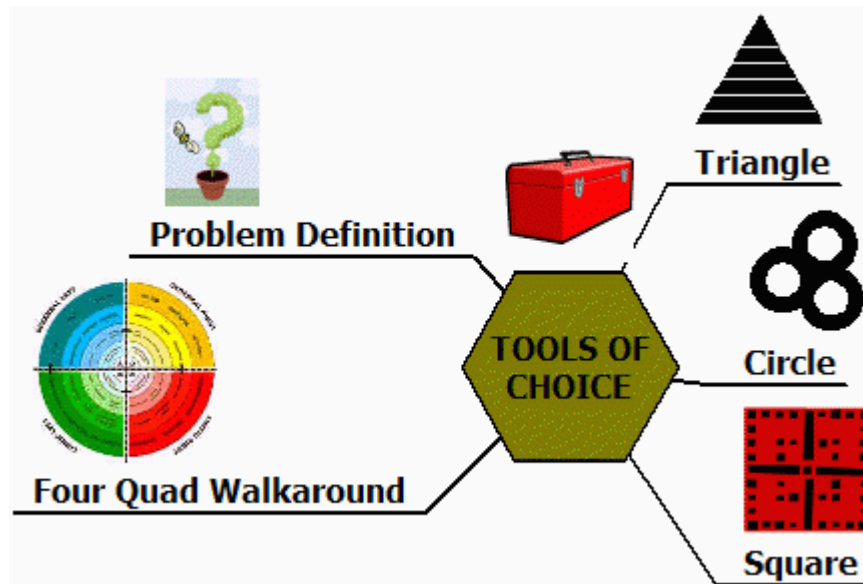 Triangle
Problem Definition
TOOLS OF
CHOICE
Circle
Four Quad Walkaround
Square